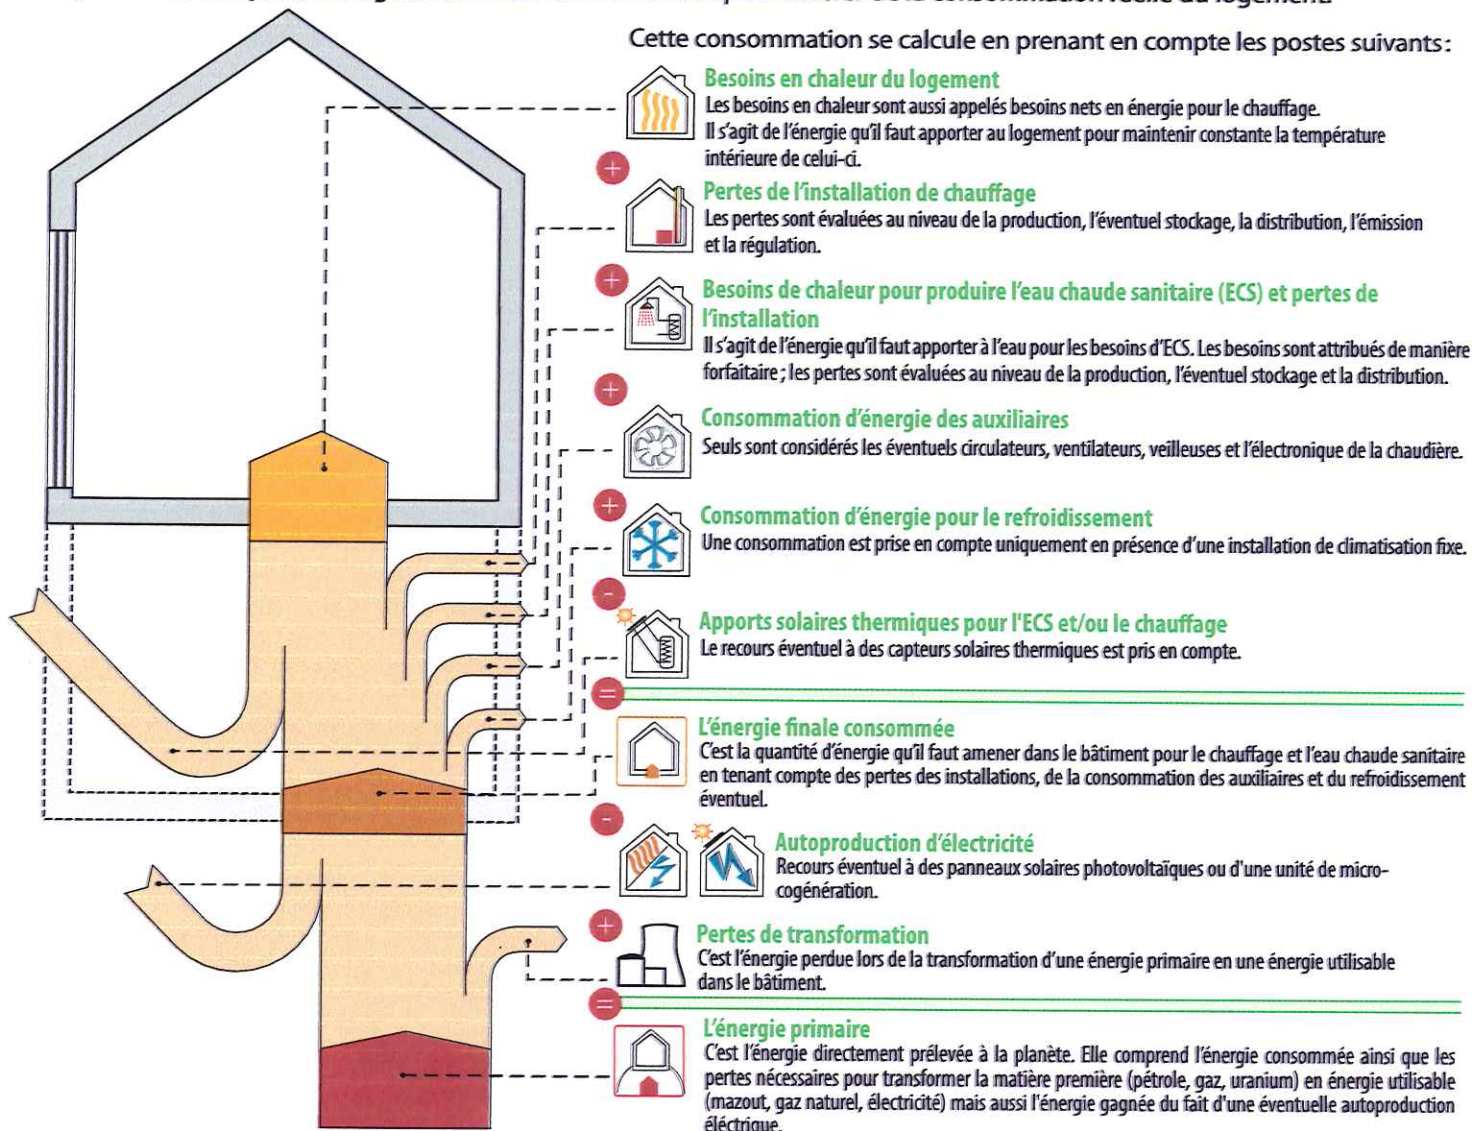 consommation réelle du logement.
Cette consommation se calcule en prenant en compte les postes suivants:
Besoins en chaleur du logement
Les besoins en chaleur sont aussi appelés besoins nets en énergie pour le chauffage.
Il s'agit de l'énergie qu'il faut apporter au logement pour maintenir constante la température
intérieure de celui-ci.
+
Pertes de l'installation de chauffage
Les pertes sont évaluées au niveau de la production, l'éventuel stockage, la distribution, l'émission
et la régulation.
+
Besoins de chaleur pour produire l'eau chaude sanitaire (ECS) et pertes de
l'installation
Il s'agit de l'énergie qu'il faut apporter à l'eau pour les besoins d'ECS. Les besoins sont attribués de manière
forfaitaire ; les pertes sont évaluées au niveau de la production, l'éventuel stockage et la distribution.
+
Consommation d'énergie des auxiliaires
Seuls sont considérés les éventuels circulateurs, ventilateurs, veilleuses et l'électronique de la chaudière.
+
Consommation d'énergie pour le refroidissement
Une consommation est prise en compte uniquement en présence d'une installation de climatisation fixe.
-
Apports solaires thermiques pour l'ECS et/ou le chauffage
Le recours éventuel à des capteurs solaires thermiques est pris en compte.
=
L'énergie finale consommée
C'est la quantité d'énergie qu'il faut amener dans le bâtiment pour le chauffage et l'eau chaude sanitaire
en tenant compte des pertes des installations, de la consommation des auxiliaires et du refroidissement
éventuel.
-
Autoproduction d'électricité
Recours éventuel à des panneaux solaires photovoltaïques ou d'une unité de micro-
cogénération.
+
Pertes de transformation
C'est l'énergie perdue lors de la transformation d'une énergie primaire en une énergie utilisable
dans le bâtiment.
=
L'énergie primaire
C'est l'énergie directement prélevée à la planète. Elle comprend l'énergie consommée ainsi que les
pertes nécessaires pour transformer la matière première (pétrole, gaz, uranium) en énergie utilisable
(mazout, gaz naturel, électricité) mais aussi l'énergie gagnée du fait d'une éventuelle autoproduction
éléctrique.